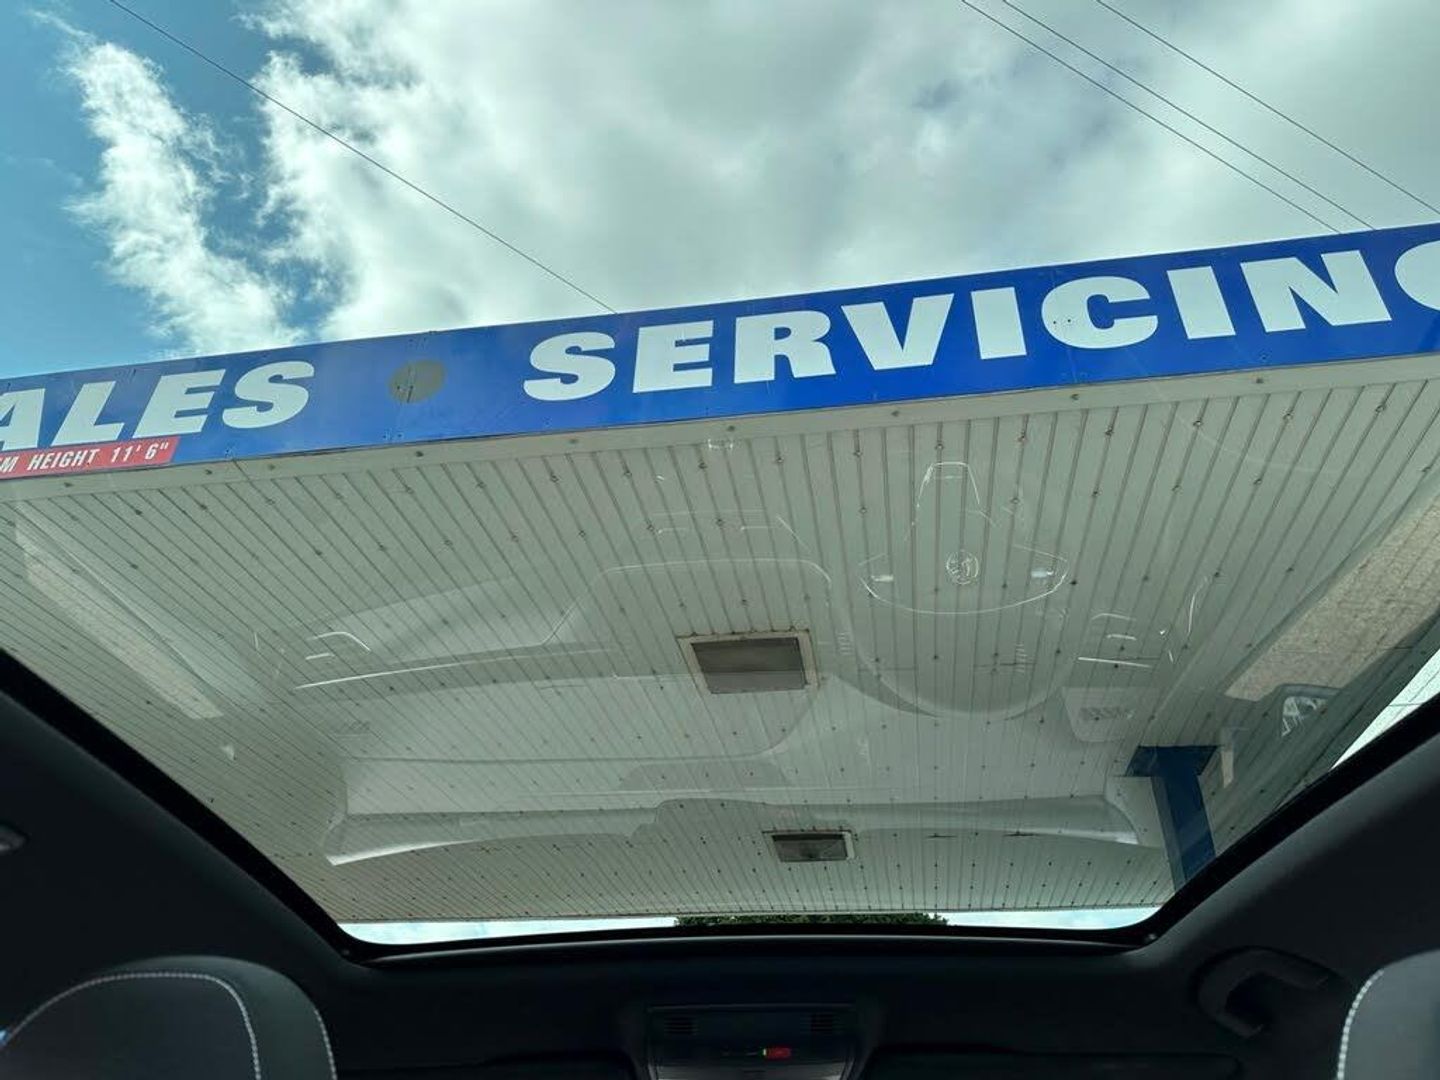 ALES • SERVICING
M HEIGHT 11' 6"